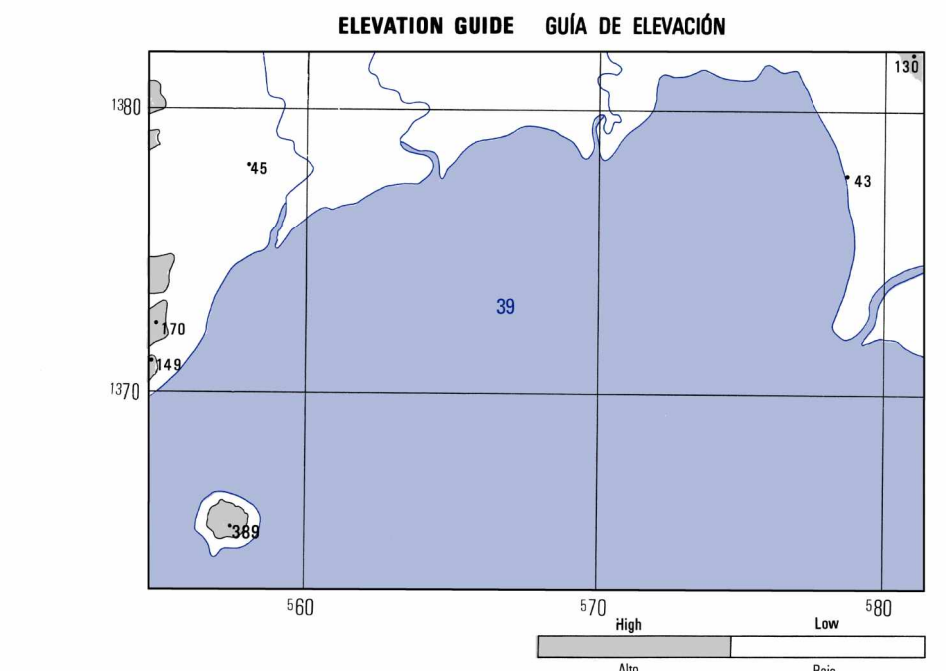 ELEVATION GUIDE GUÍA DE ELEVACIÓN
130
1380
45
43
39
170
149
1370
389
560 570 580
High Low
Alto Bajo